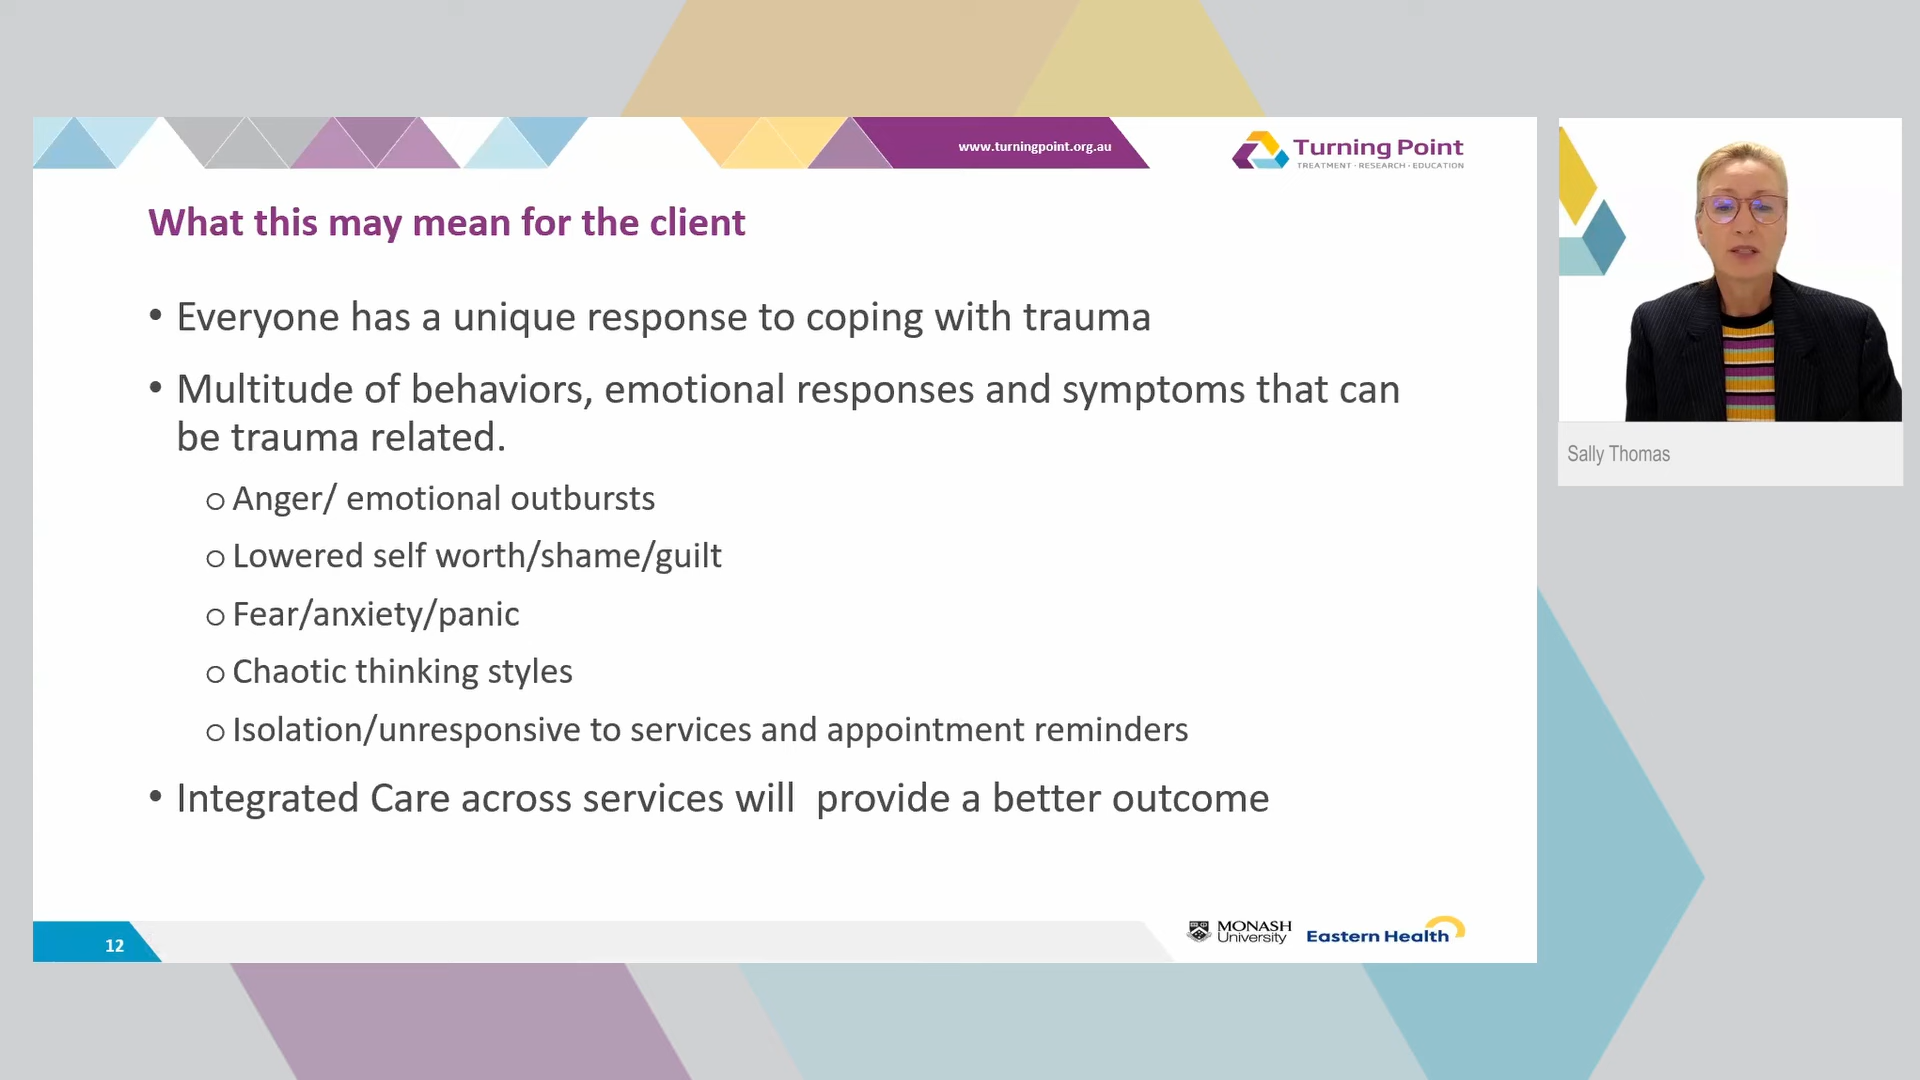 www.turningpoint.org.au
Turning Point
TREATMENT · RESEARCH · EDUCATION
What this may mean for the client
• Everyone has a unique response to coping with trauma
• Multitude of behaviors, emotional responses and symptoms that can
be trauma related.
o Anger/ emotional outbursts
o Lowered self worth/shame/guilt
o Fear/anxiety/panic
o Chaotic thinking styles
o Isolation/unresponsive to services and appointment reminders
• Integrated Care across services will  provide a better outcome
Sally Thomas
12
MONASH
University
Eastern Health